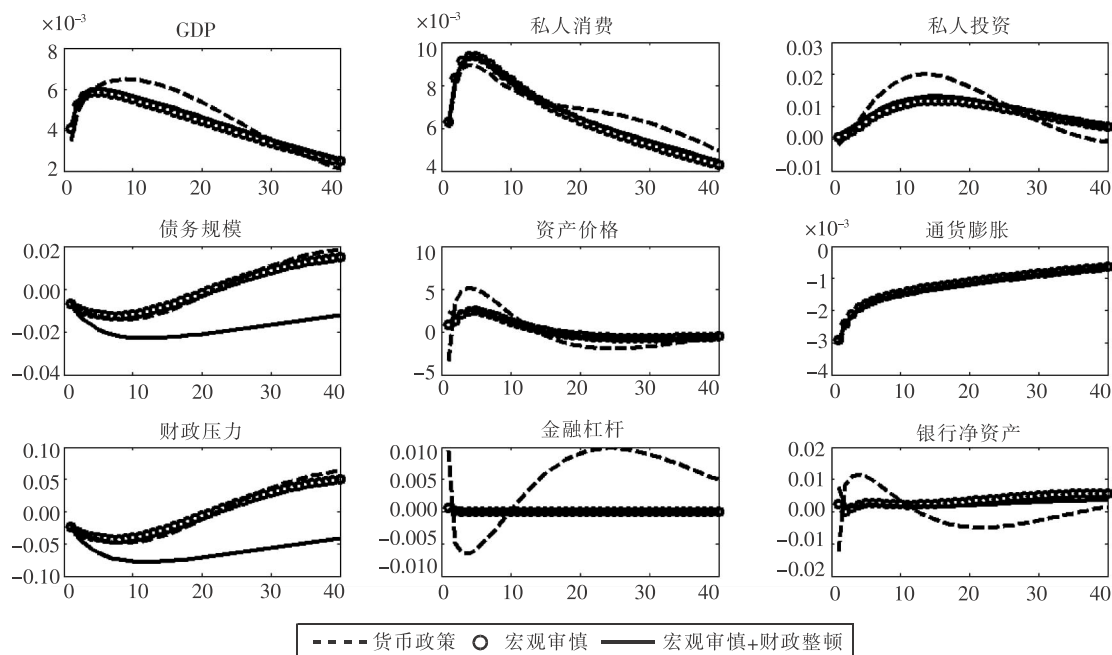 ×10⁻³ GDP
8
6
4
2
0 10 20 30 40
×10⁻³ 私人消费
10
8
6
4
0 10 20 30 40
私人投资
0.03
0.02
0.01
0.00
−0.01
0 10 20 30 40
债务规模
0.02
0.00
−0.02
−0.04
0 10 20 30 40
资产价格
10
5
0
−5
0 10 20 30 40
×10⁻³ 通货膨胀
0
−1
−2
−3
−4
0 10 20 30 40
财政压力
0.10
0.05
0.00
−0.05
−0.10
0 10 20 30 40
金融杠杆
0.010
0.005
0.000
−0.005
−0.010
0 10 20 30 40
银行净资产
0.02
0.01
0.00
−0.01
−0.02
0 10 20 30 40
货币政策 宏观审慎 宏观审慎+财政整顿